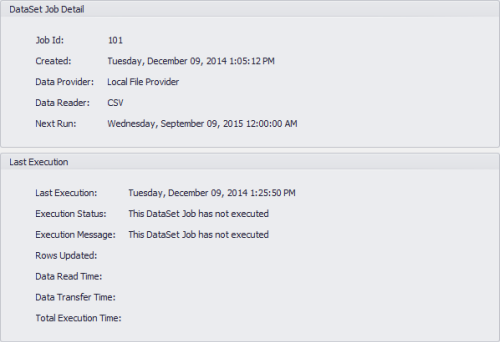 DataSet Job Detail
Job Id: 101
Created: Tuesday, December 09, 2014 1:05:12 PM
Data Provider: Local File Provider
Data Reader: CSV
Next Run: Wednesday, September 09, 2015 12:00:00 AM
Last Execution
Last Execution: Tuesday, December 09, 2014 1:25:50 PM
Execution Status: This DataSet Job has not executed
Execution Message: This DataSet Job has not executed
Rows Updated:
Data Read Time:
Data Transfer Time:
Total Execution Time: